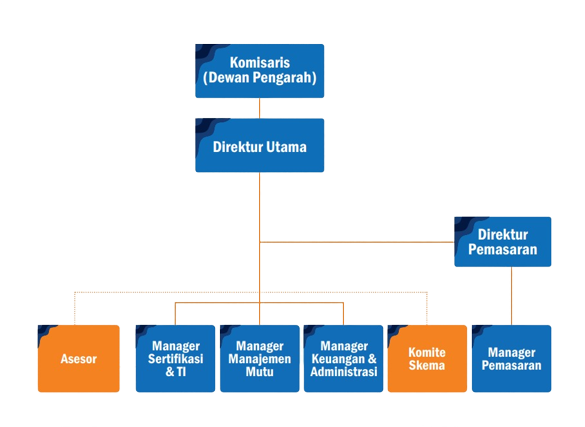 Komisaris
(Dewan Pengarah)
Direktur Utama
Direktur
Pemasaran
Asesor
Manager
Sertifikasi
& TI
Manager
Manajemen
Mutu
Manager
Keuangan &
Administrasi
Komite
Skema
Manager
Pemasaran